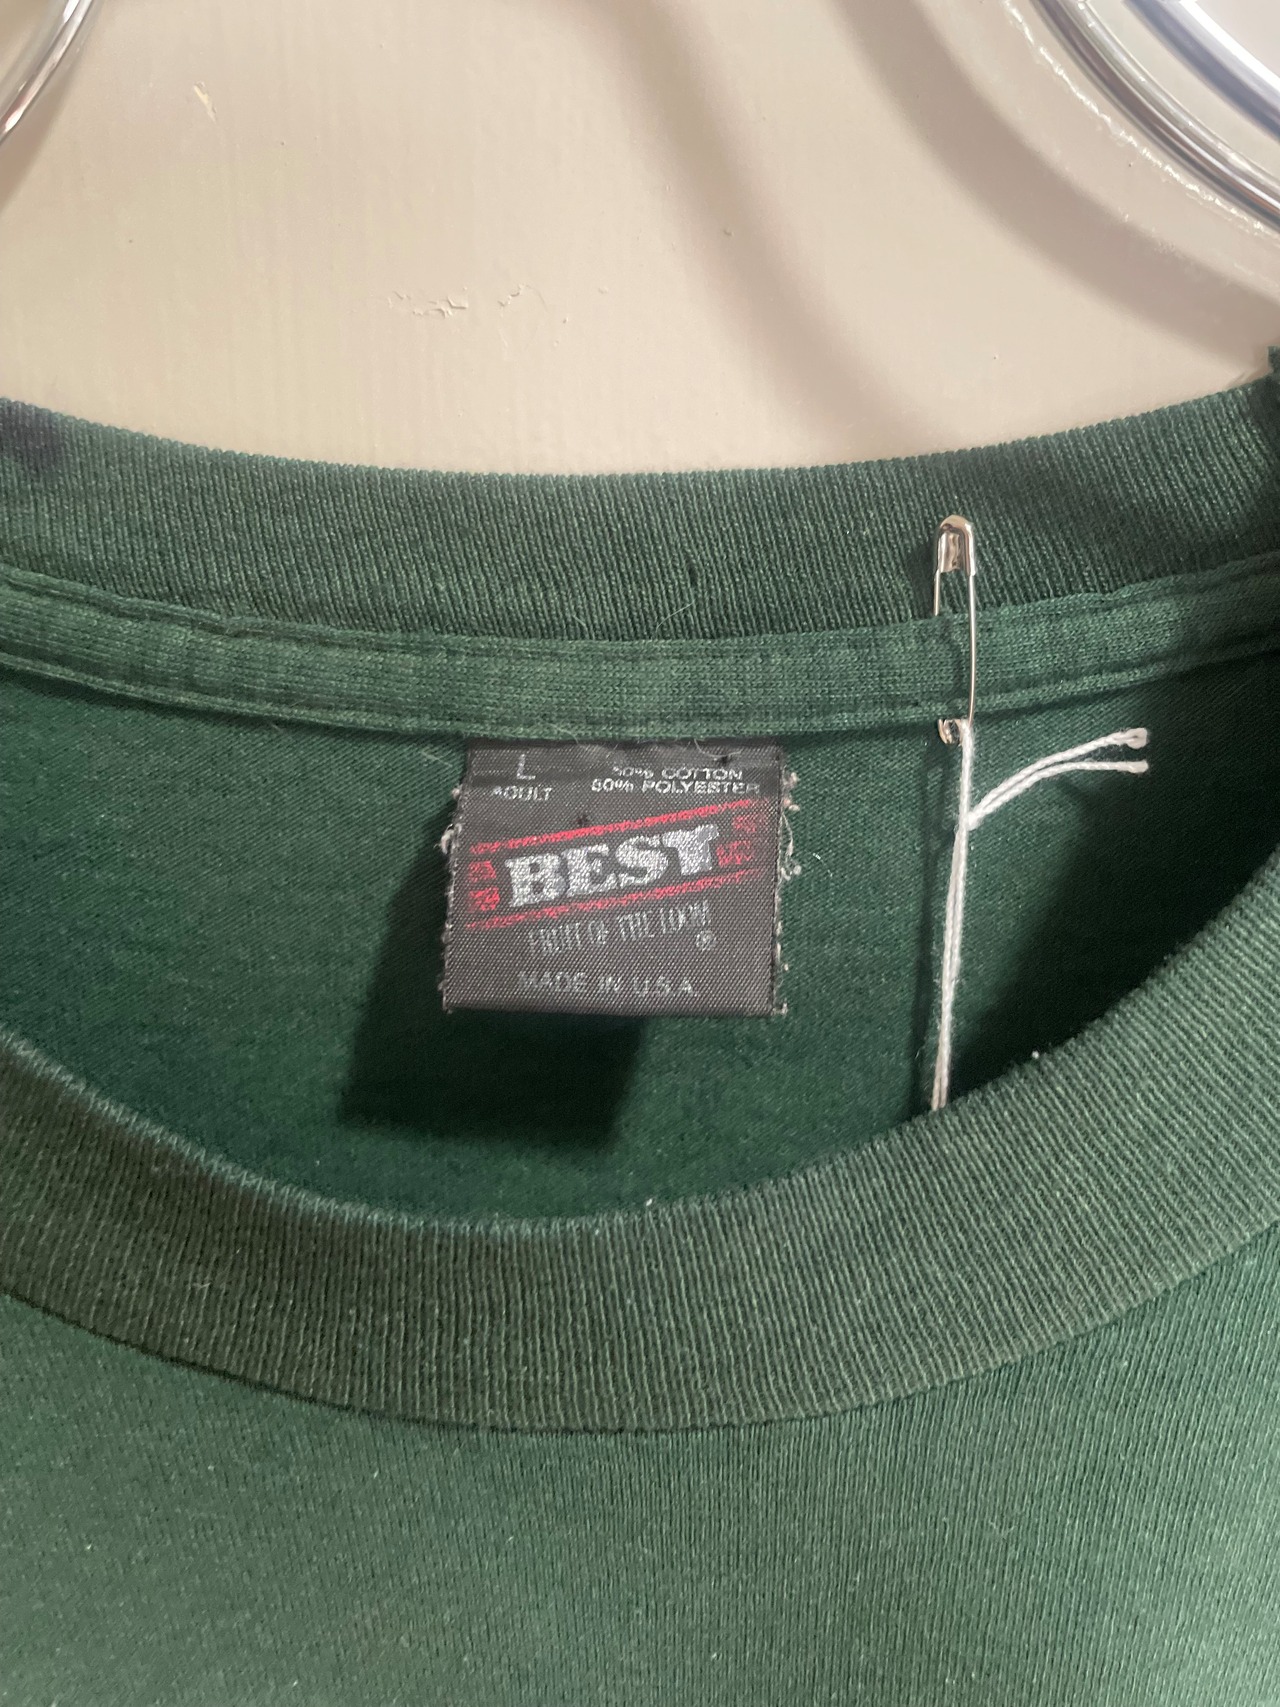 L 50% COTTON
ADULT 50% POLYESTER
BEST
FRUIT OF THE LOOM
®
MADE IN U.S.A.